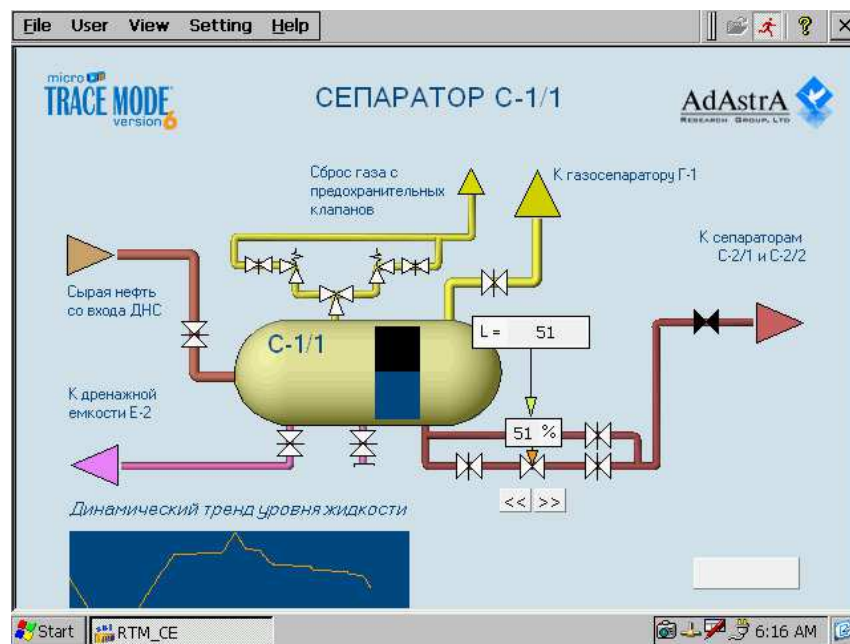 File User View Setting Help
micro
TRACE MODE
version 6
СЕПАРАТОР С-1/1
AdAstrA
RESEARCH GROUP, LTD
Сброс газа с
предохранительных
клапанов
К газосепаратору Г-1
К сепараторам
С-2/1 и С-2/2
Сырая нефть
со входа ДНС
С-1/1
L = 51
К дренажной
емкости Е-2
51 %
<< >>
Динамический тренд уровня жидкости
Start RTM_CE 6:16 AM